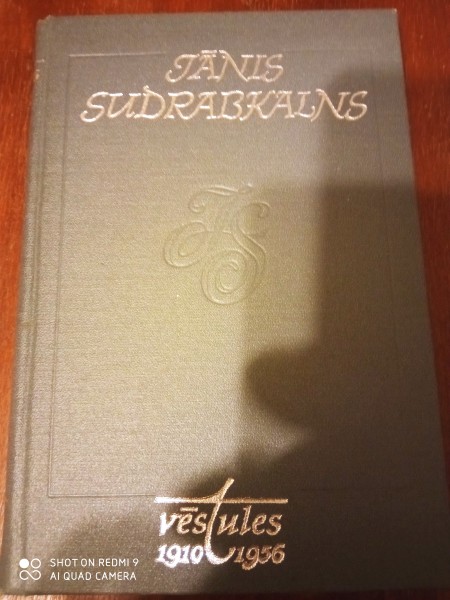 JĀNIS
SUDRABKALNS
JS
vēstules
1910 1956
SHOT ON REDMI 9
AI QUAD CAMERA